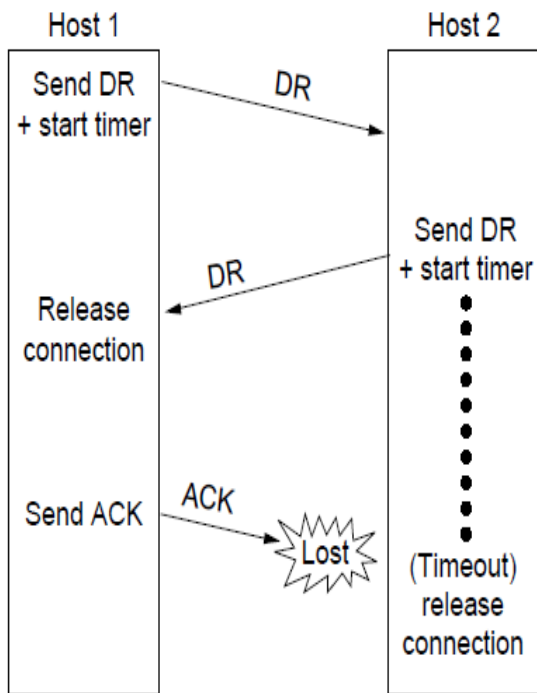 Host 1
Host 2
Send DR
+ start timer
DR
Send DR
+ start timer
DR
Release
connection
Send ACK
ACK
Lost
(Timeout)
release
connection